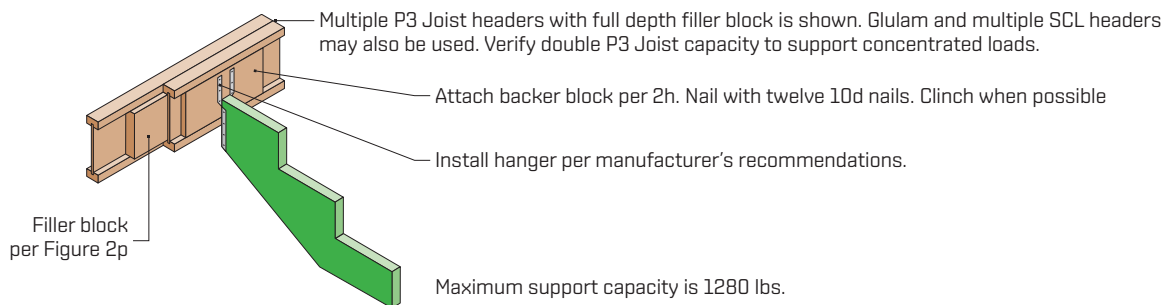 Multiple P3 Joist headers with full depth filler block is shown. Glulam and multiple SCL headers
may also be used. Verify double P3 Joist capacity to support concentrated loads.
Attach backer block per 2h. Nail with twelve 10d nails. Clinch when possible
Install hanger per manufacturer's recommendations.
Filler block
per Figure 2p
Maximum support capacity is 1280 lbs.